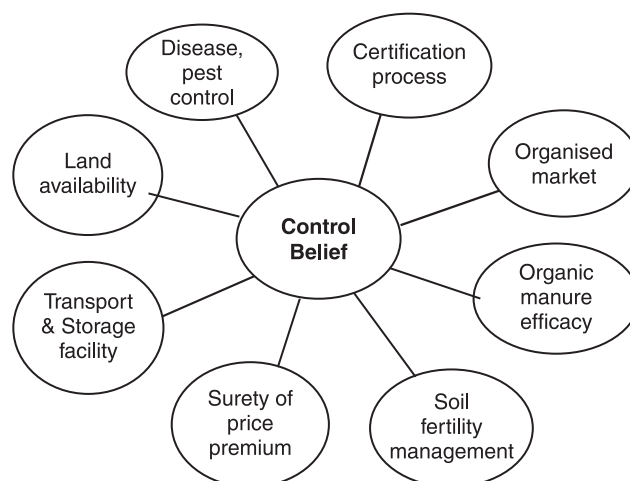 Disease,
pest
control
Certification
process
Land
availability
Organised
market
Control
Belief
Transport
& Storage
facility
Organic
manure
efficacy
Surety of
price
premium
Soil
fertility
management